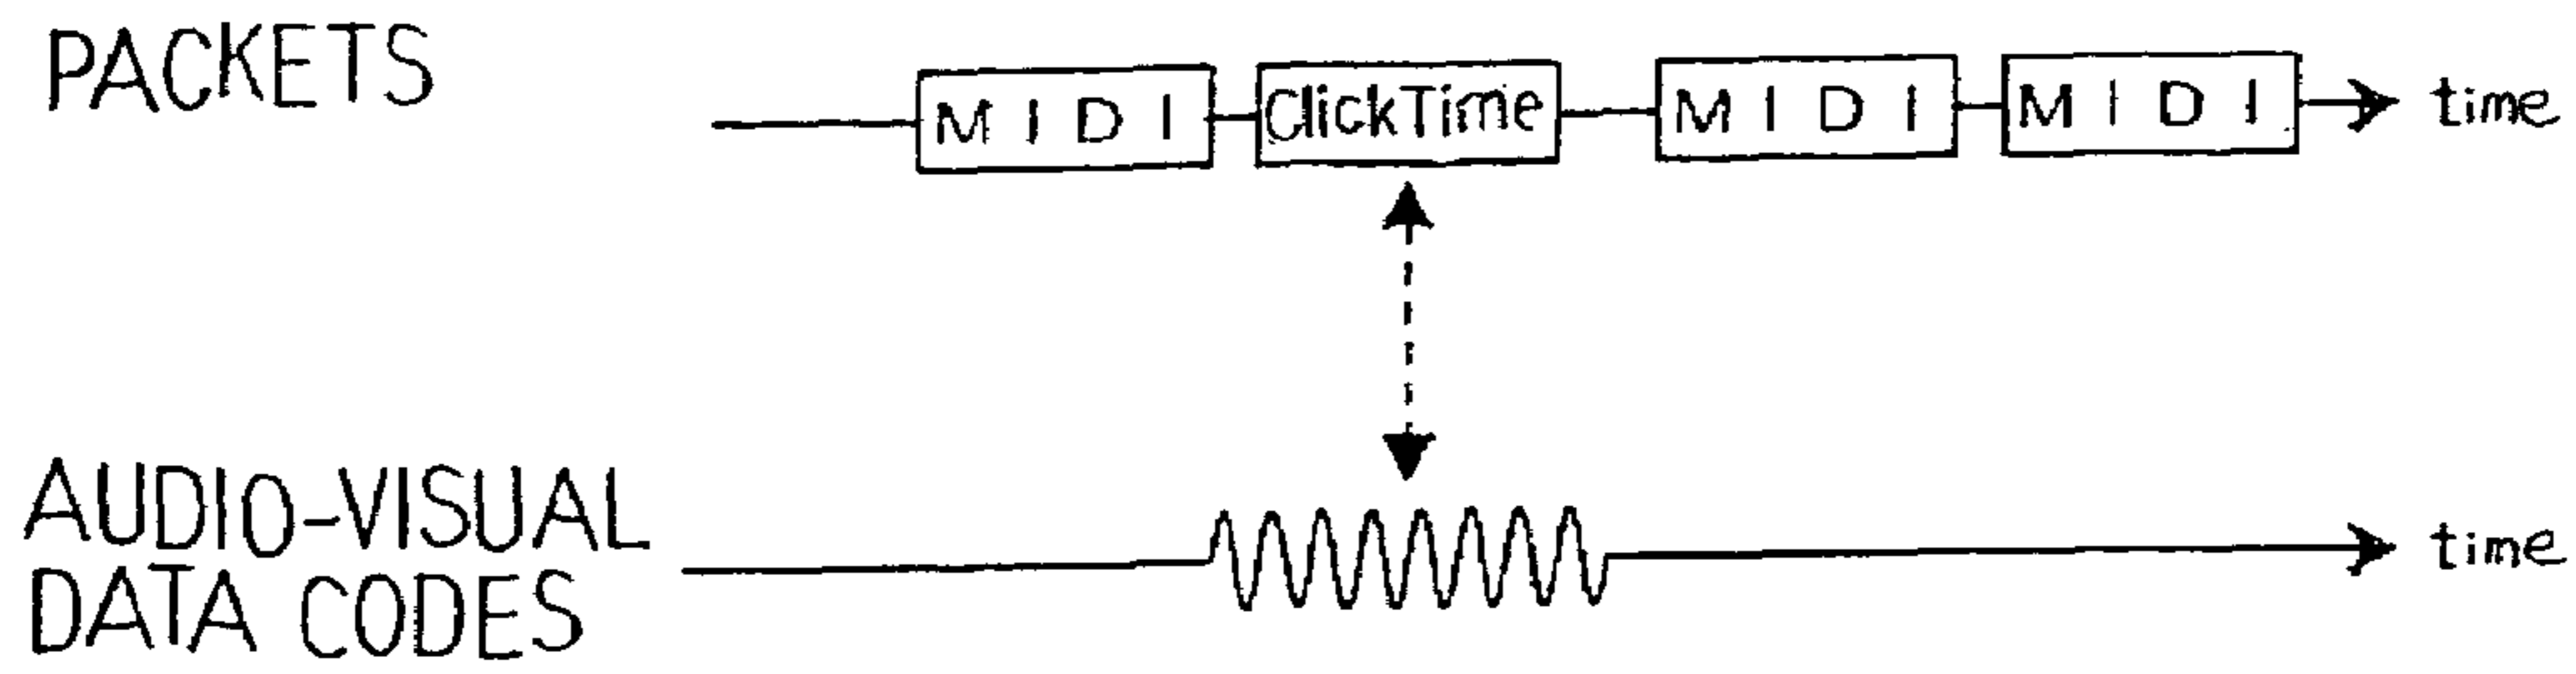 PACKETS
MIDI ClickTime MIDI MIDI time
AUDIO-VISUAL
DATA CODES
time